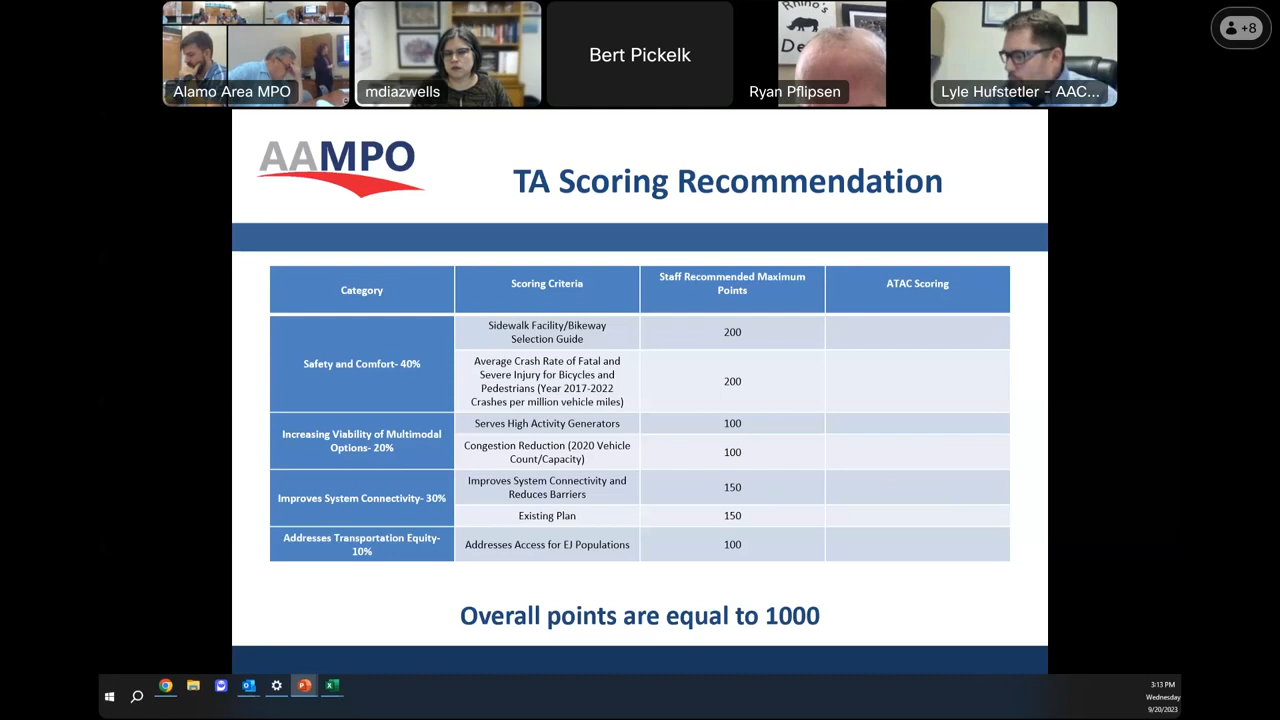 Rhino's
De
+8
Alamo Area MPO
mdiazwells
Bert Pickelk
Ryan Pflipsen
Lyle Hufstetler - AAC...
AAMPO
TA Scoring Recommendation
Category
Scoring Criteria
Staff Recommended Maximum
Points
ATAC Scoring
Safety and Comfort- 40%
Sidewalk Facility/Bikeway
Selection Guide
200
Average Crash Rate of Fatal and
Severe Injury for Bicycles and
Pedestrians (Year 2017-2022
Crashes per million vehicle miles)
200
Increasing Viability of Multimodal
Options- 20%
Serves High Activity Generators
100
Congestion Reduction (2020 Vehicle
Count/Capacity)
100
Improves System Connectivity- 30%
Improves System Connectivity and
Reduces Barriers
150
Existing Plan
150
Addresses Transportation Equity-
10%
Addresses Access for EJ Populations
100
Overall points are equal to 1000
3:13 PM
Wednesday
9/20/2023